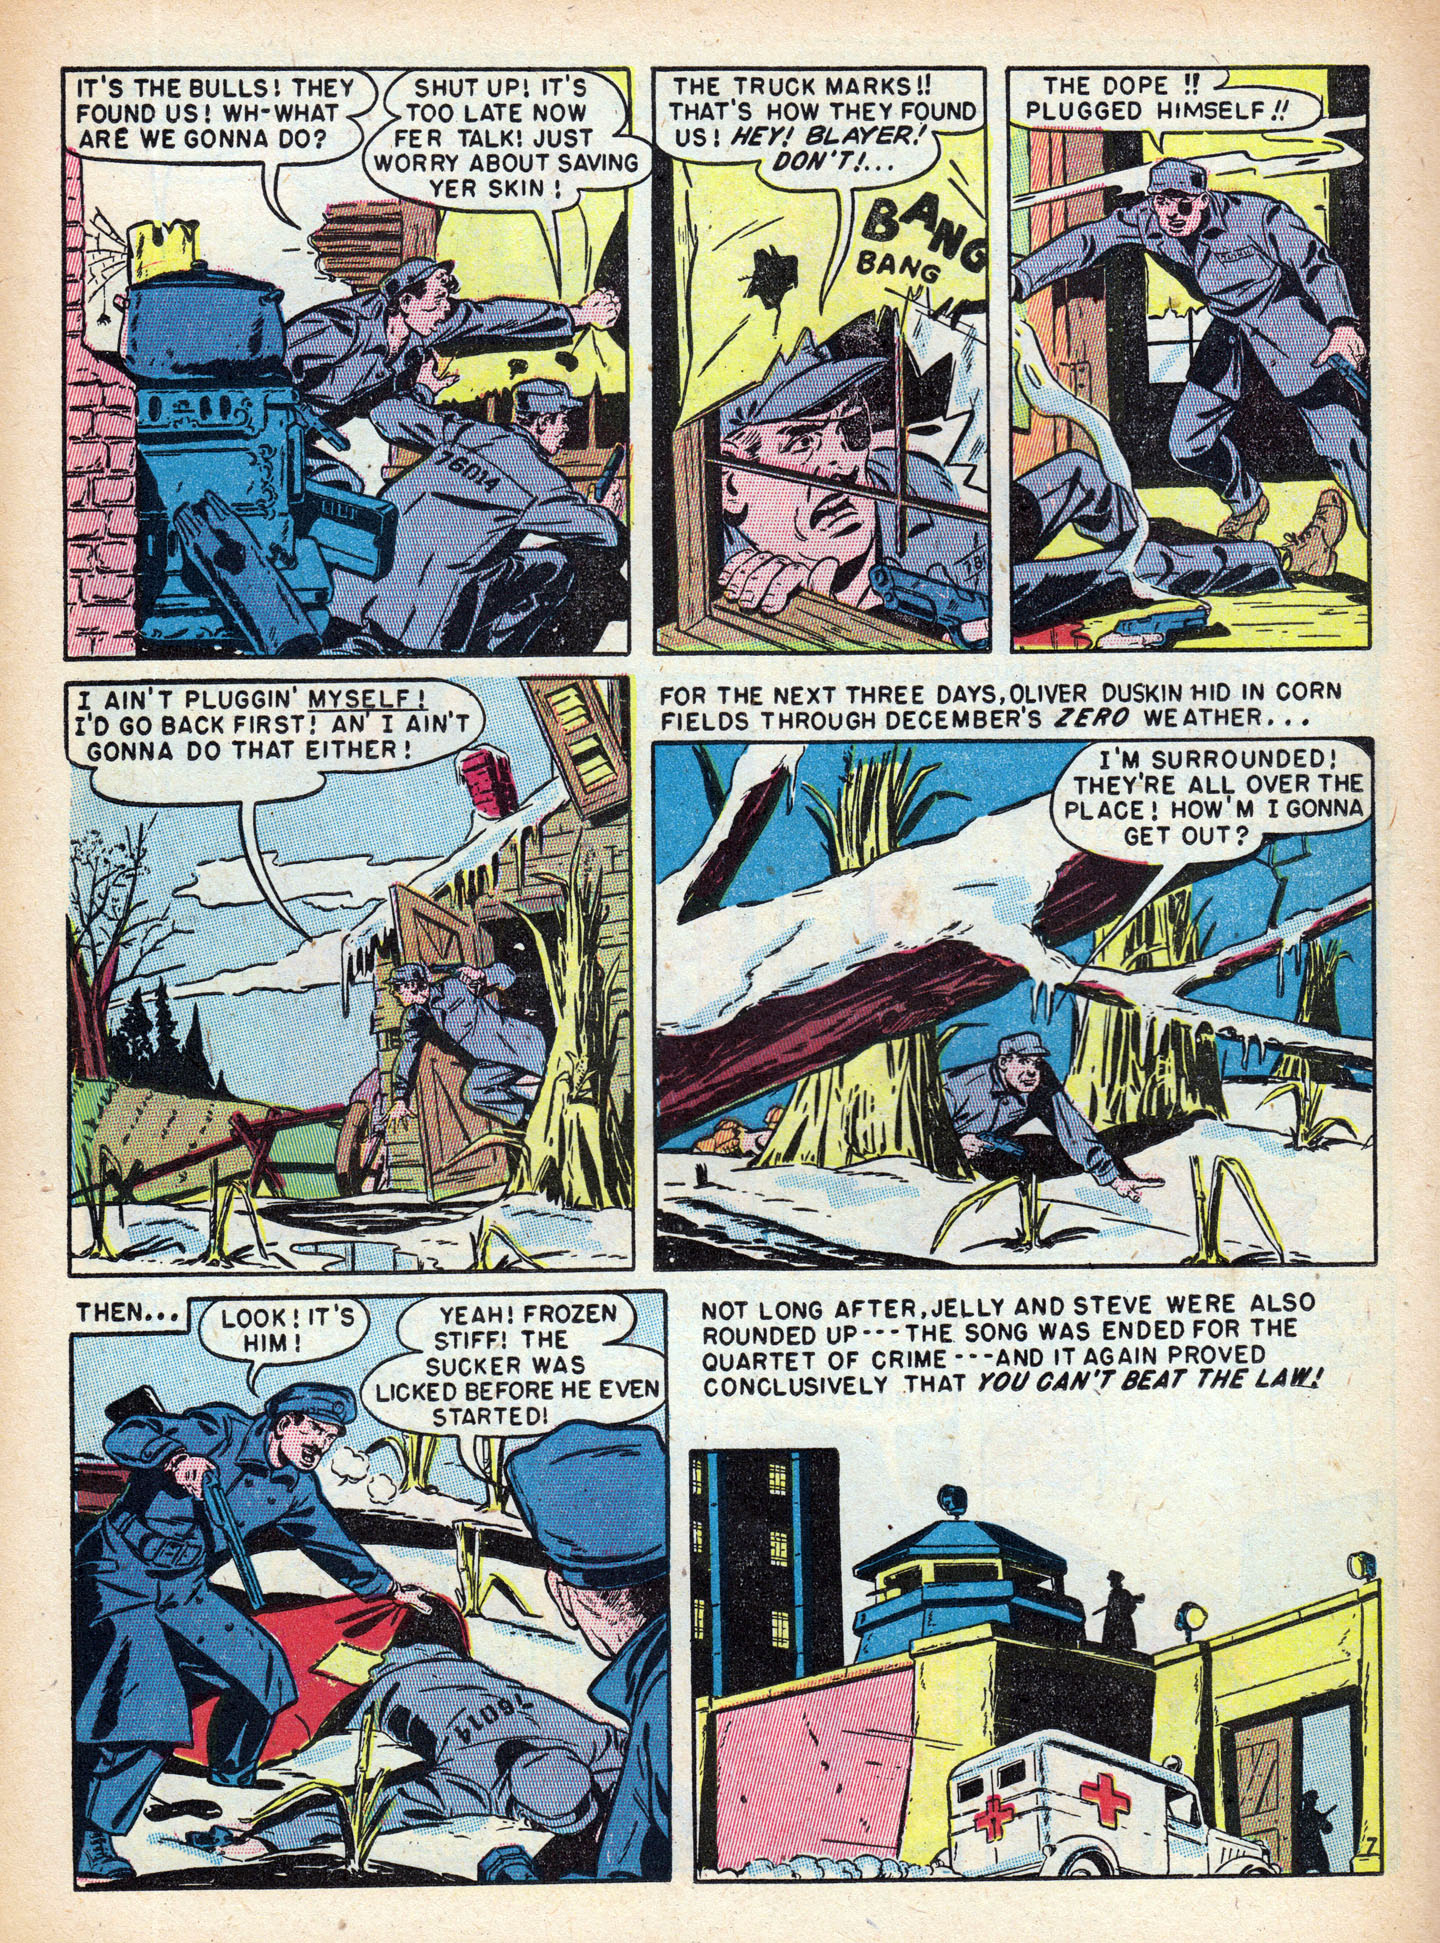 IT'S THE BULLS! THEY
FOUND US! WH-WHAT
ARE WE GONNA DO?
SHUT UP! IT'S
TOO LATE NOW
FER TALK! JUST
WORRY ABOUT SAVING
YER SKIN!
76014
THE TRUCK MARKS!!
THAT'S HOW THEY FOUND
US! HEY! BLAYER!
DON'T!...
BANG
BANG
THE DOPE!!
PLUGGED HIMSELF!!
I AIN'T PLUGGIN' MYSELF!
I'D GO BACK FIRST! AN' I AIN'T
GONNA DO THAT EITHER!
FOR THE NEXT THREE DAYS, OLIVER DUSKIN HID IN CORN
FIELDS THROUGH DECEMBER'S ZERO WEATHER...
I'M SURROUNDED!
THEY'RE ALL OVER THE
PLACE! HOW'M I GONNA
GET OUT?
THEN...
LOOK! IT'S
HIM!
YEAH! FROZEN
STIFF! THE
SUCKER WAS
LICKED BEFORE HE EVEN
STARTED!
76014
NOT LONG AFTER, JELLY AND STEVE WERE ALSO
ROUNDED UP---THE SONG WAS ENDED FOR THE
QUARTET OF CRIME---AND IT AGAIN PROVED
CONCLUSIVELY THAT YOU CAN'T BEAT THE LAW!
7